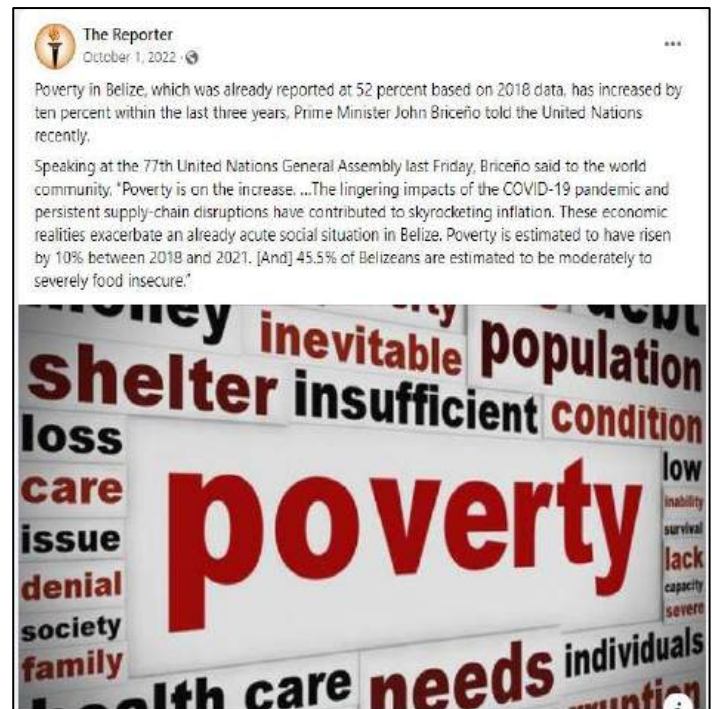 The Reporter
October 1, 2022 ·
Poverty in Belize, which was already reported at 52 percent based on 2018 data, has increased by
ten percent within the last three years, Prime Minister John Briceño told the United Nations
recently.
Speaking at the 77th United Nations General Assembly last Friday, Briceño said to the world
community, "Poverty is on the increase. ...The lingering impacts of the COVID-19 pandemic and
persistent supply-chain disruptions have contributed to skyrocketing inflation. These economic
realities exacerbate an already acute social situation in Belize. Poverty is estimated to have risen
by 10% between 2018 and 2021. [And] 45.5% of Belizeans are estimated to be moderately to
severely food insecure."
money
debt
inevitable population
shelter insufficient condition
loss
care
issue
denial
society
family
poverty
low
inability
survival
lack
capacity
severe
health care needs individuals